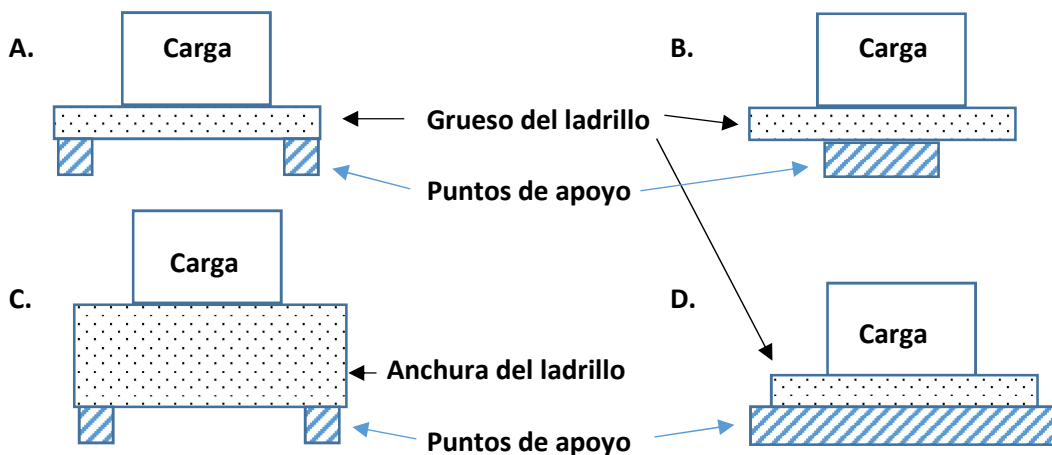 A.
Carga
B.
Carga
Grueso del ladrillo
Puntos de apoyo
C.
Carga
D.
Carga
Anchura del ladrillo
Puntos de apoyo